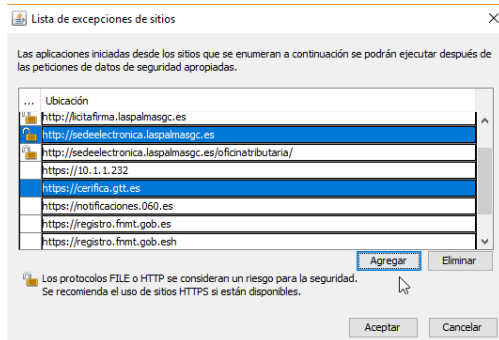 Lista de excepciones de sitios
Las aplicaciones iniciadas desde los sitios que se enumeran a continuación se podrán ejecutar después de
las peticiones de datos de seguridad apropiadas.
... Ubicación
http://licitafirma.laspalmasgc.es
http://sedeelectronica.laspalmasgc.es
http://sedeelectronica.laspalmasgc.es/oficinatributaria/
https://10.1.1.232
https://cerifica.gtt.es
https://notificaciones.060.es
https://registro.fnmt.gob.es
https://registro.fnmt.gob.esh
Agregar Eliminar
Los protocolos FILE o HTTP se consideran un riesgo para la seguridad.
Se recomienda el uso de sitios HTTPS si están disponibles.
Aceptar Cancelar